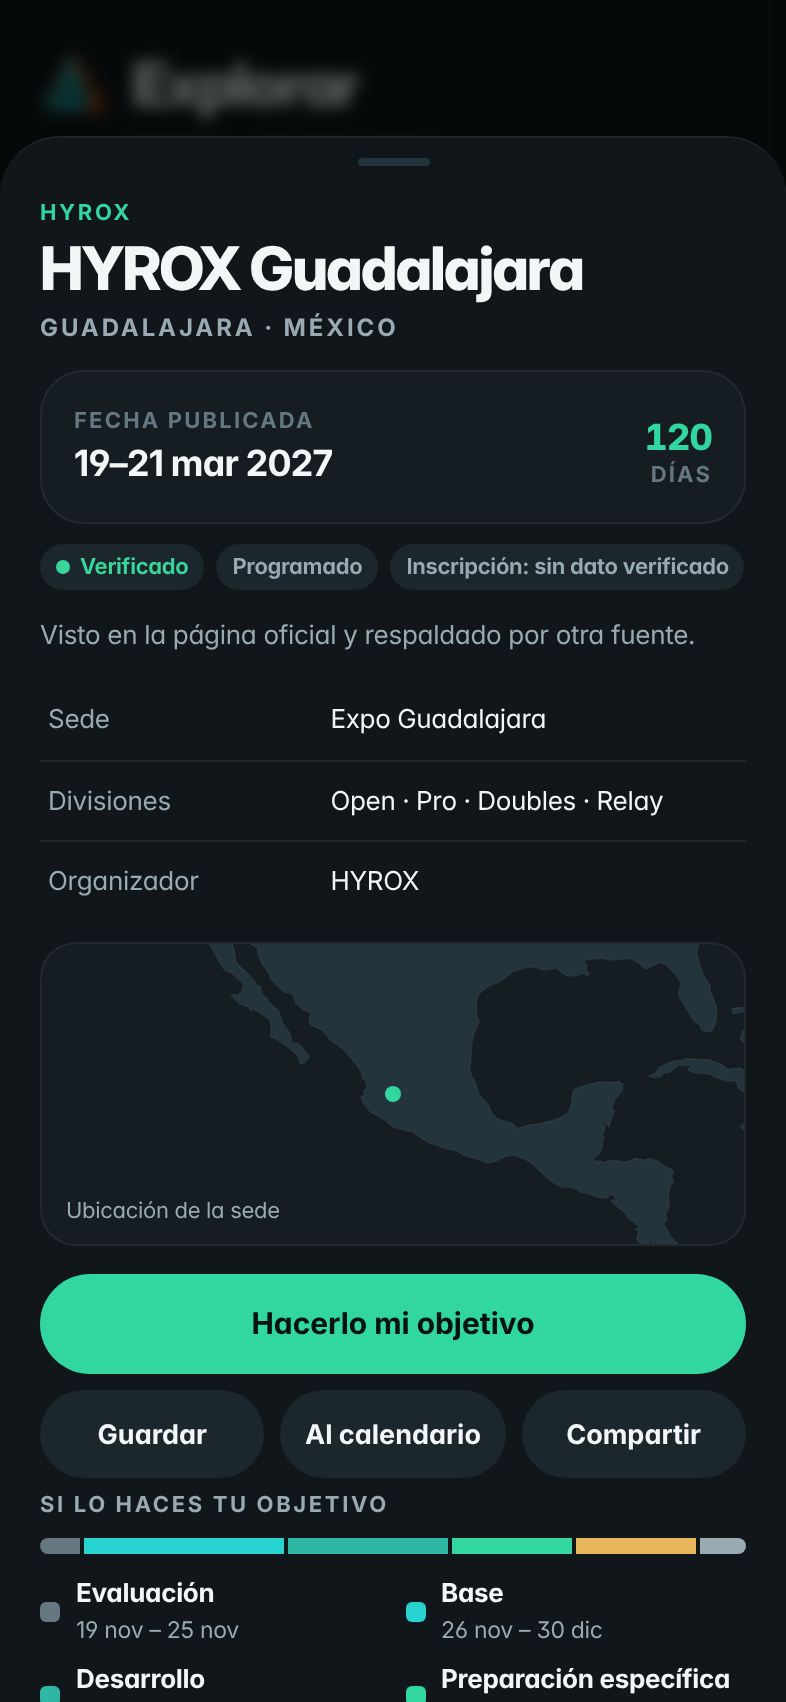 Explorar
HYROX
HYROX Guadalajara
GUADALAJARA · MÉXICO
FECHA PUBLICADA
19–21 mar 2027
120
DÍAS
Verificado
Programado
Inscripción: sin dato verificado
Visto en la página oficial y respaldado por otra fuente.
Sede
Expo Guadalajara
Divisiones
Open · Pro · Doubles · Relay
Organizador
HYROX
Ubicación de la sede
Hacerlo mi objetivo
Guardar
Al calendario
Compartir
SI LO HACES TU OBJETIVO
Evaluación
19 nov – 25 nov
Base
26 nov – 30 dic
Desarrollo
Preparación específica